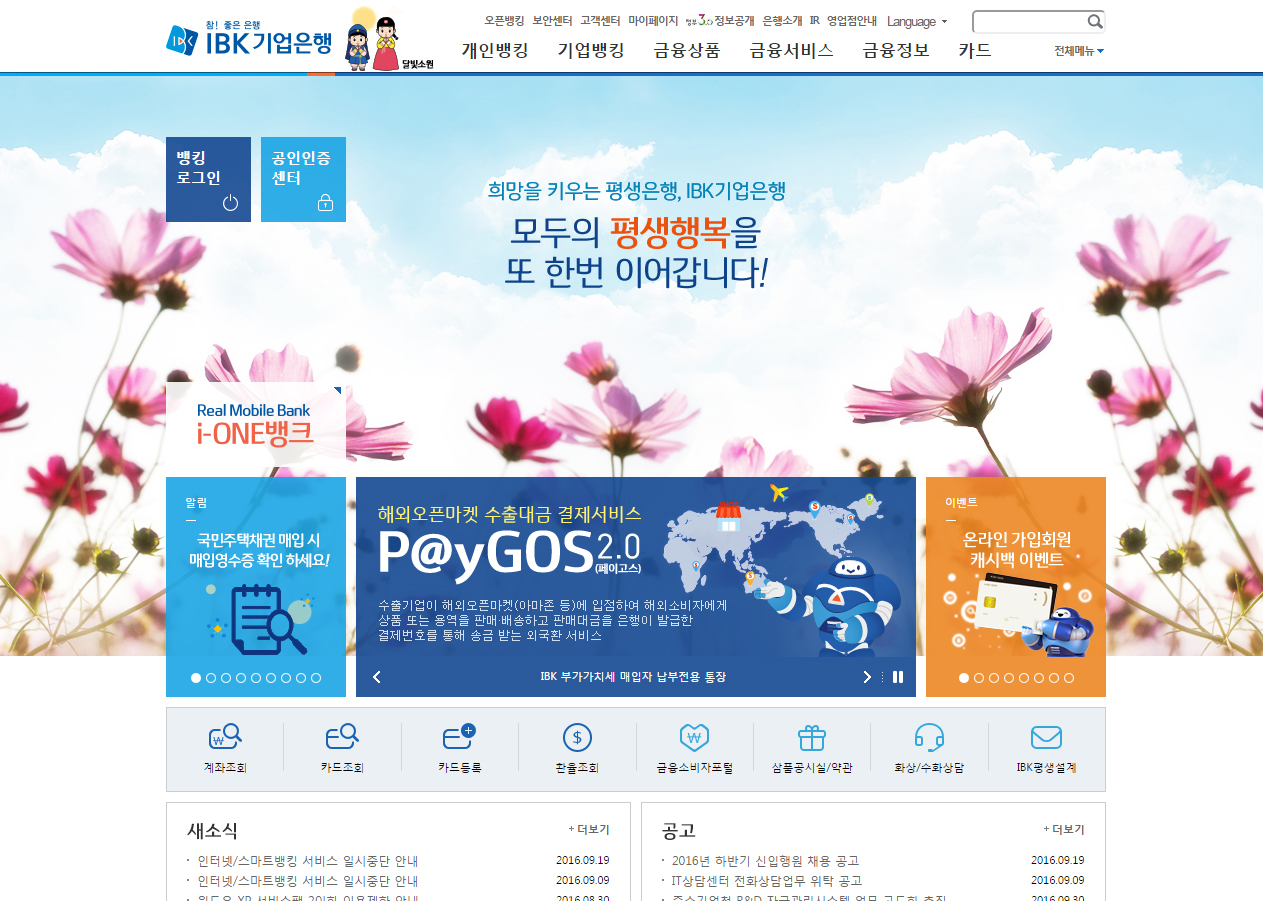 참! 좋은 은행
IBK기업은행
달빛소원
오픈뱅킹 보안센터 고객센터 마이페이지 정부3.0 정보공개 은행소개 IR 영업점안내 Language
개인뱅킹 기업뱅킹 금융상품 금융서비스 금융정보 카드 전체메뉴
뱅킹
로그인
공인인증
센터
희망을 키우는 평생은행, IBK기업은행
모두의 평생행복을
또 한번 이어갑니다!
Real Mobile Bank
i-ONE뱅크
알림
국민주택채권 매입 시
매입영수증 확인 하세요!
해외오픈마켓 수출대금 결제서비스
P@yGOS 2.0
(페이고스)
수출기업이 해외오픈마켓(아마존 등)에 입점하여 해외소비자에게
상품 또는 용역을 판매·배송하고 판매대금을 은행이 발급한
결제번호를 통해 송금 받는 외국환 서비스
IBK 부가가치세 매입자 납부전용 통장
이벤트
온라인 가입회원
캐시백 이벤트
계좌조회 카드조회 카드등록 환율조회 금융소비자포털 상품공시실/약관 화상/수화상담 IBK평생설계
새소식 + 더보기
· 인터넷/스마트뱅킹 서비스 일시중단 안내 2016.09.19
· 인터넷/스마트뱅킹 서비스 일시중단 안내 2016.09.09
공고 + 더보기
· 2016년 하반기 신입행원 채용 공고 2016.09.19
· IT상담센터 전화상담업무 위탁 공고 2016.09.09